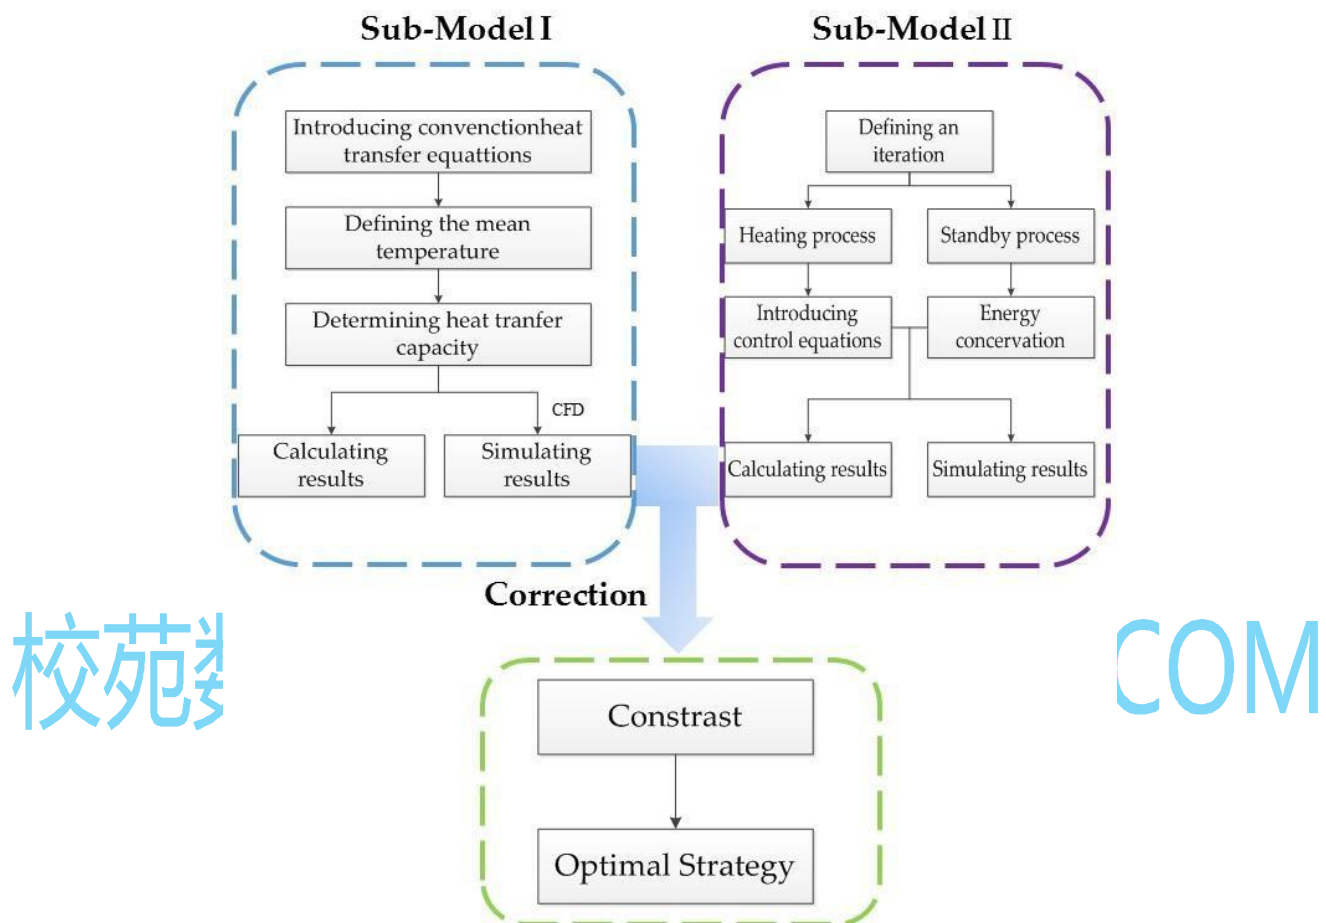 Sub-Model I
Introducing convenctionheat
transfer equattions
Defining the mean
temperature
Determining heat tranfer
capacity
CFD
Calculating
results
Simulating
results
Sub-Model II
Defining an
iteration
Heating process
Standby process
Introducing
control equations
Energy
concervation
Calculating results
Simulating results
Correction
Constrast
Optimal Strategy
校苑
COM